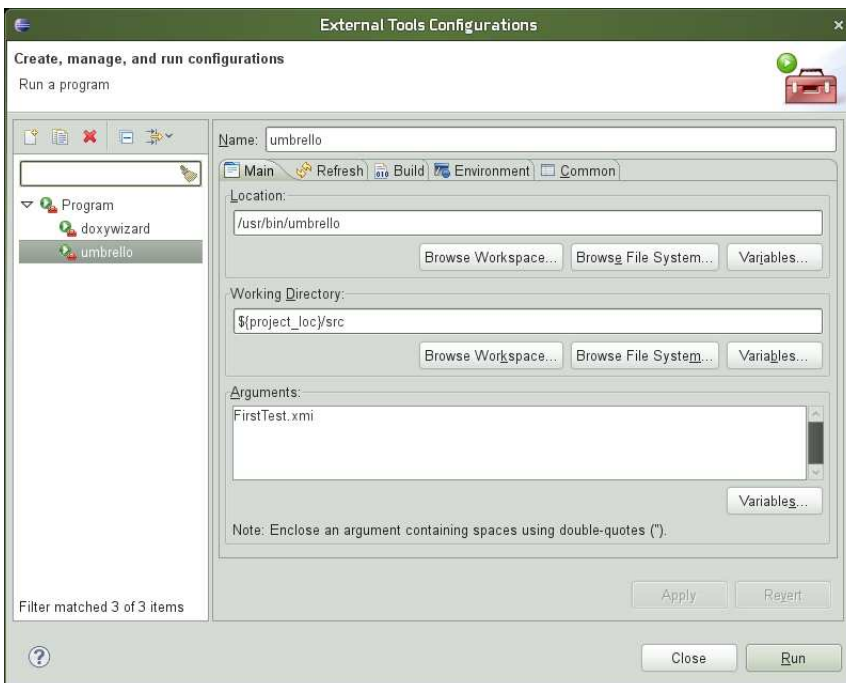 External Tools Configurations
Create, manage, and run configurations
Run a program
Name: umbrello
Main Refresh Build Environment Common
Program
doxywizard
umbrello
Filter matched 3 of 3 items
Location:
/usr/bin/umbrello
Browse Workspace... Browse File System... Variables...
Working Directory:
${project_loc}/src
Browse Workspace... Browse File System... Variables...
Arguments:
FirstTest.xmi
Variables...
Note: Enclose an argument containing spaces using double-quotes (").
Apply Revert
Close Run